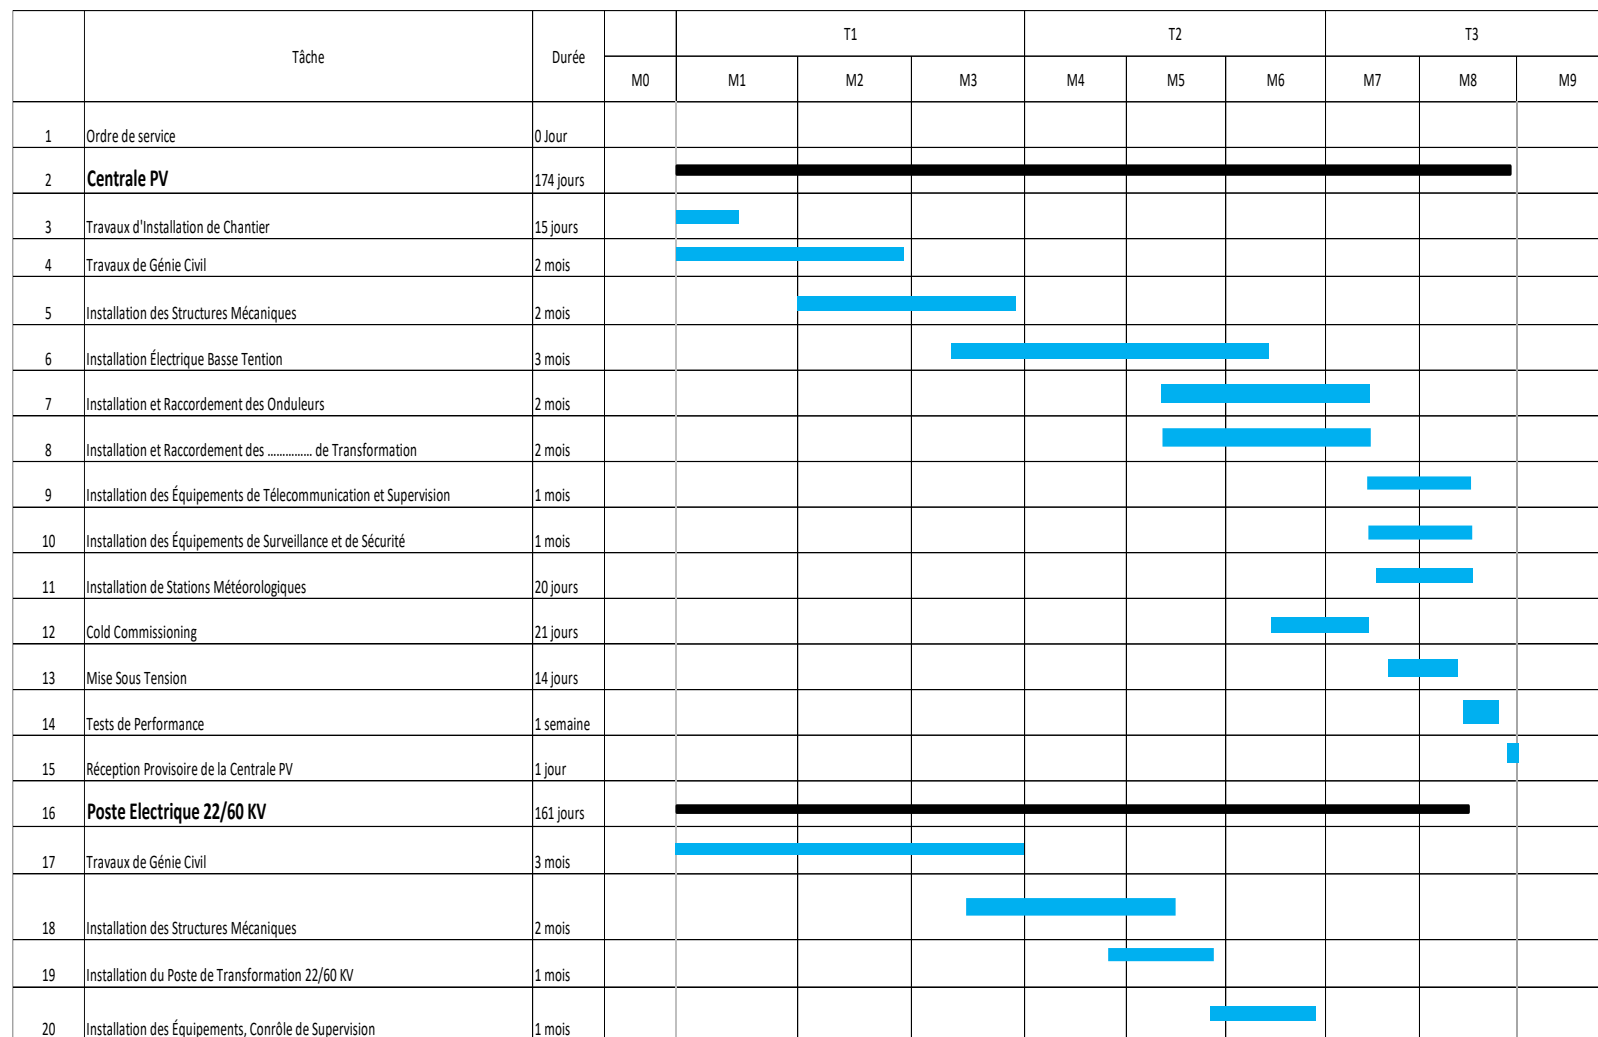 T1 T2 T3
Tâche Durée
M0 M1 M2 M3 M4 M5 M6 M7 M8 M9
1 Ordre de service 0 Jour
2 Centrale PV 174 jours
3 Travaux d'Installation de Chantier 15 jours
4 Travaux de Génie Civil 2 mois
5 Installation des Structures Mécaniques 2 mois
6 Installation Électrique Basse Tention 3 mois
7 Installation et Raccordement des Onduleurs 2 mois
8 Installation et Raccordement des .............. de Transformation 2 mois
9 Installation des Équipements de Télecommunication et Supervision 1 mois
10 Installation des Équipements de Surveillance et de Sécurité 1 mois
11 Installation de Stations Météorologiques 20 jours
12 Cold Commissioning 21 jours
13 Mise Sous Tension 14 jours
14 Tests de Performance 1 semaine
15 Réception Provisoire de la Centrale PV 1 jour
16 Poste Electrique 22/60 KV 161 jours
17 Travaux de Génie Civil 3 mois
18 Installation des Structures Mécaniques 2 mois
19 Installation du Poste de Transformation 22/60 KV 1 mois
20 Installation des Équipements, Conrôle de Supervision 1 mois